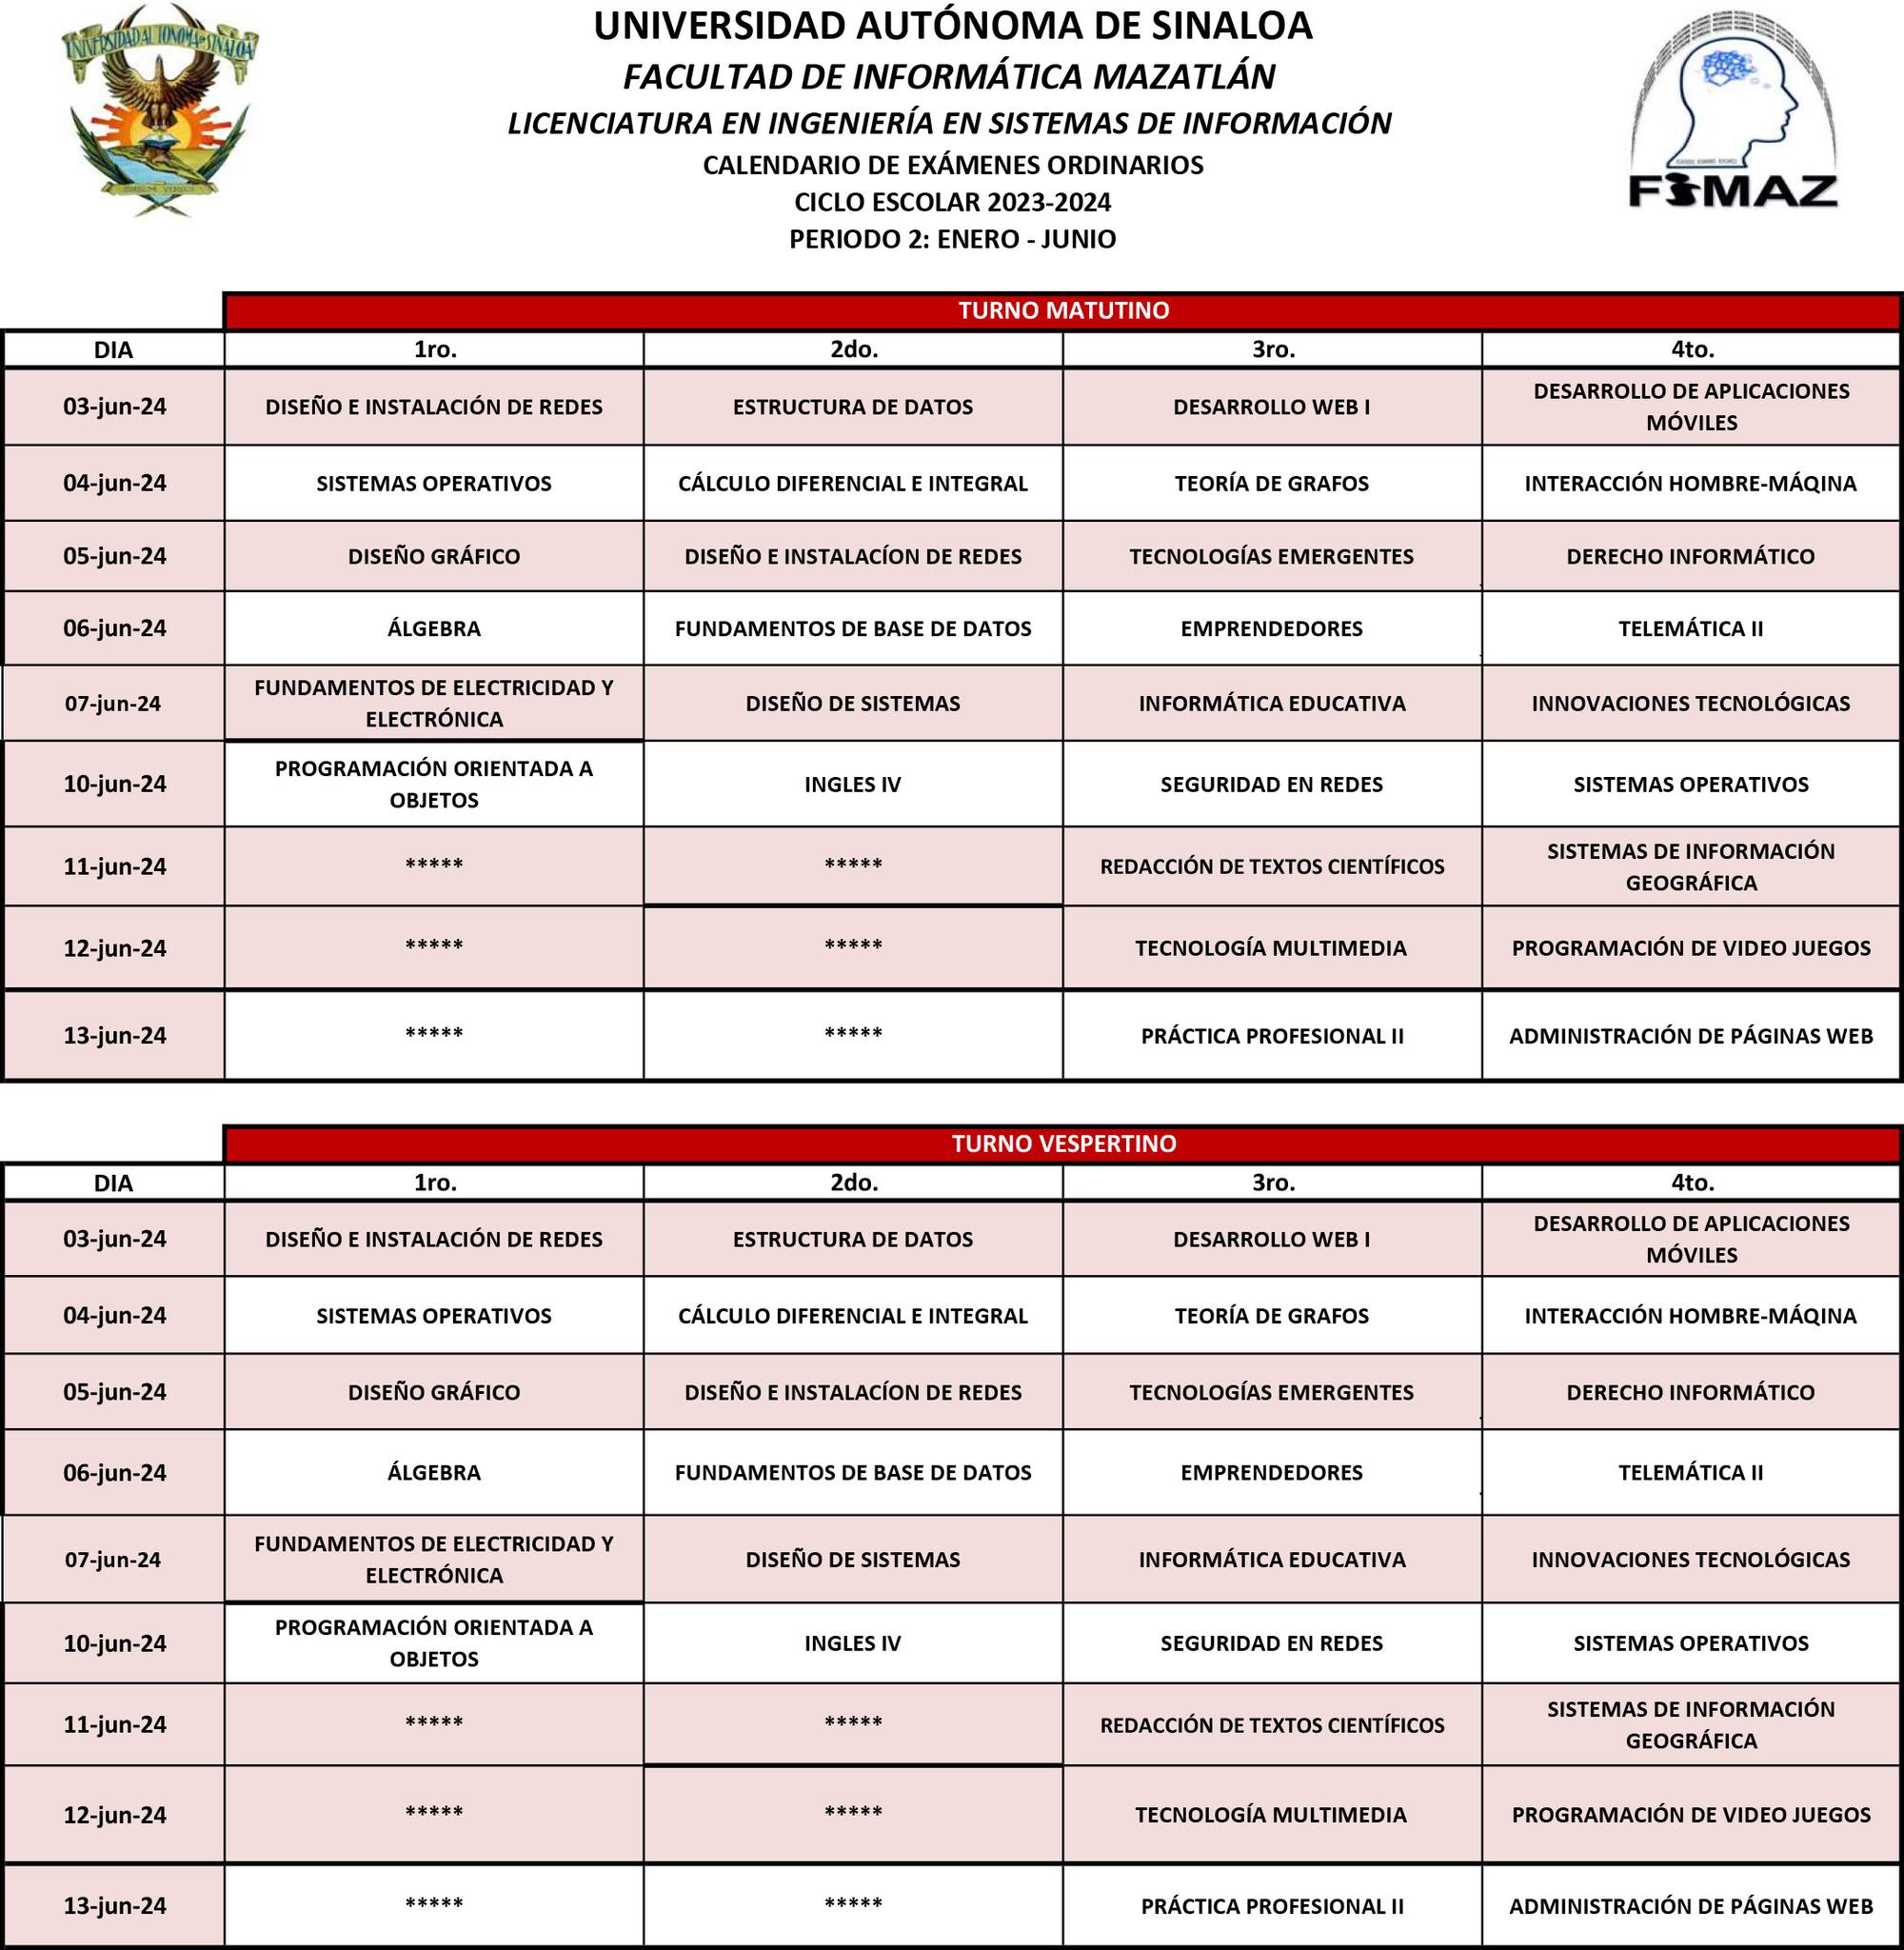 UNIVERSIDAD AUTÓNOMA DE SINALOA
FACULTAD DE INFORMÁTICA MAZATLÁN
LICENCIATURA EN INGENIERÍA EN SISTEMAS DE INFORMACIÓN
CALENDARIO DE EXÁMENES ORDINARIOS
CICLO ESCOLAR 2023-2024
PERIODO 2: ENERO - JUNIO
FIMAZ
TURNO MATUTINO
DIA 1ro. 2do. 3ro. 4to.
03-jun-24 DISEÑO E INSTALACIÓN DE REDES ESTRUCTURA DE DATOS DESARROLLO WEB I DESARROLLO DE APLICACIONES
MÓVILES
04-jun-24 SISTEMAS OPERATIVOS CÁLCULO DIFERENCIAL E INTEGRAL TEORÍA DE GRAFOS INTERACCIÓN HOMBRE-MÁQINA
05-jun-24 DISEÑO GRÁFICO DISEÑO E INSTALACÍON DE REDES TECNOLOGÍAS EMERGENTES DERECHO INFORMÁTICO
06-jun-24 ÁLGEBRA FUNDAMENTOS DE BASE DE DATOS EMPRENDEDORES TELEMÁTICA II
07-jun-24 FUNDAMENTOS DE ELECTRICIDAD Y
ELECTRÓNICA DISEÑO DE SISTEMAS INFORMÁTICA EDUCATIVA INNOVACIONES TECNOLÓGICAS
10-jun-24 PROGRAMACIÓN ORIENTADA A
OBJETOS INGLES IV SEGURIDAD EN REDES SISTEMAS OPERATIVOS
11-jun-24 ***** ***** REDACCIÓN DE TEXTOS CIENTÍFICOS SISTEMAS DE INFORMACIÓN
GEOGRÁFICA
12-jun-24 ***** ***** TECNOLOGÍA MULTIMEDIA PROGRAMACIÓN DE VIDEO JUEGOS
13-jun-24 ***** ***** PRÁCTICA PROFESIONAL II ADMINISTRACIÓN DE PÁGINAS WEB
TURNO VESPERTINO
DIA 1ro. 2do. 3ro. 4to.
03-jun-24 DISEÑO E INSTALACIÓN DE REDES ESTRUCTURA DE DATOS DESARROLLO WEB I DESARROLLO DE APLICACIONES
MÓVILES
04-jun-24 SISTEMAS OPERATIVOS CÁLCULO DIFERENCIAL E INTEGRAL TEORÍA DE GRAFOS INTERACCIÓN HOMBRE-MÁQINA
05-jun-24 DISEÑO GRÁFICO DISEÑO E INSTALACÍON DE REDES TECNOLOGÍAS EMERGENTES DERECHO INFORMÁTICO
06-jun-24 ÁLGEBRA FUNDAMENTOS DE BASE DE DATOS EMPRENDEDORES TELEMÁTICA II
07-jun-24 FUNDAMENTOS DE ELECTRICIDAD Y
ELECTRÓNICA DISEÑO DE SISTEMAS INFORMÁTICA EDUCATIVA INNOVACIONES TECNOLÓGICAS
10-jun-24 PROGRAMACIÓN ORIENTADA A
OBJETOS INGLES IV SEGURIDAD EN REDES SISTEMAS OPERATIVOS
11-jun-24 ***** ***** REDACCIÓN DE TEXTOS CIENTÍFICOS SISTEMAS DE INFORMACIÓN
GEOGRÁFICA
12-jun-24 ***** ***** TECNOLOGÍA MULTIMEDIA PROGRAMACIÓN DE VIDEO JUEGOS
13-jun-24 ***** ***** PRÁCTICA PROFESIONAL II ADMINISTRACIÓN DE PÁGINAS WEB